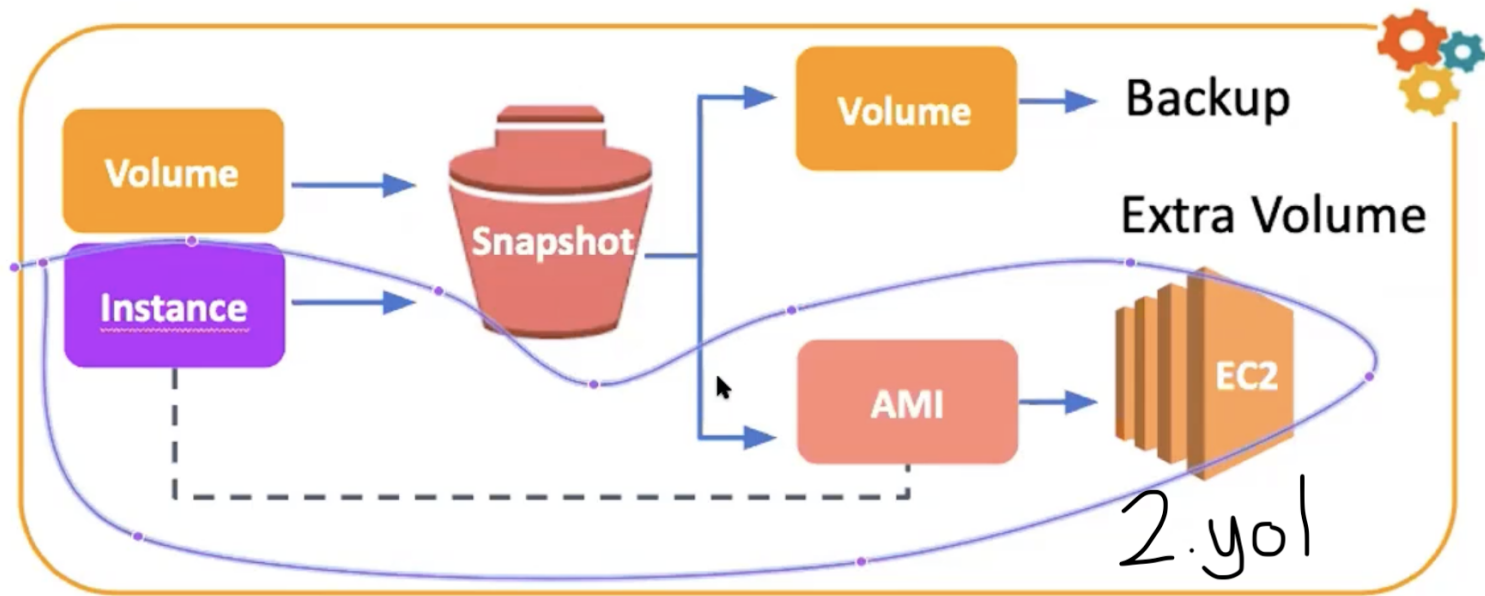 Volume
Instance
Snapshot
Volume
Backup
Extra Volume
AMI
EC2
2.yol